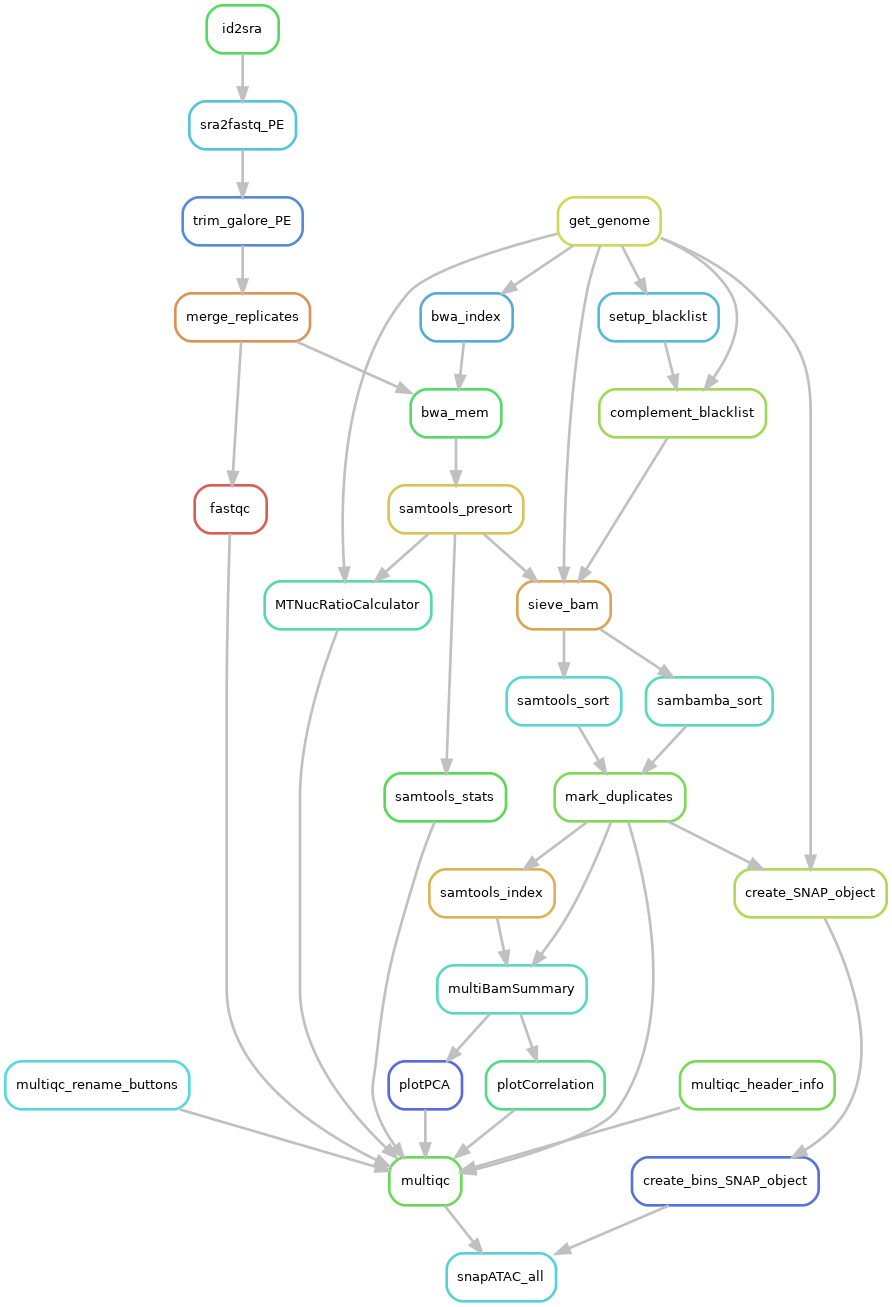 id2sra
sra2fastq_PE
trim_galore_PE
get_genome
merge_replicates
bwa_index
setup_blacklist
bwa_mem
complement_blacklist
fastqc
samtools_presort
MTNucRatioCalculator
sieve_bam
samtools_sort
sambamba_sort
samtools_stats
mark_duplicates
samtools_index
create_SNAP_object
multiBamSummary
multiqc_rename_buttons
plotPCA
plotCorrelation
multiqc_header_info
multiqc
create_bins_SNAP_object
snapATAC_all